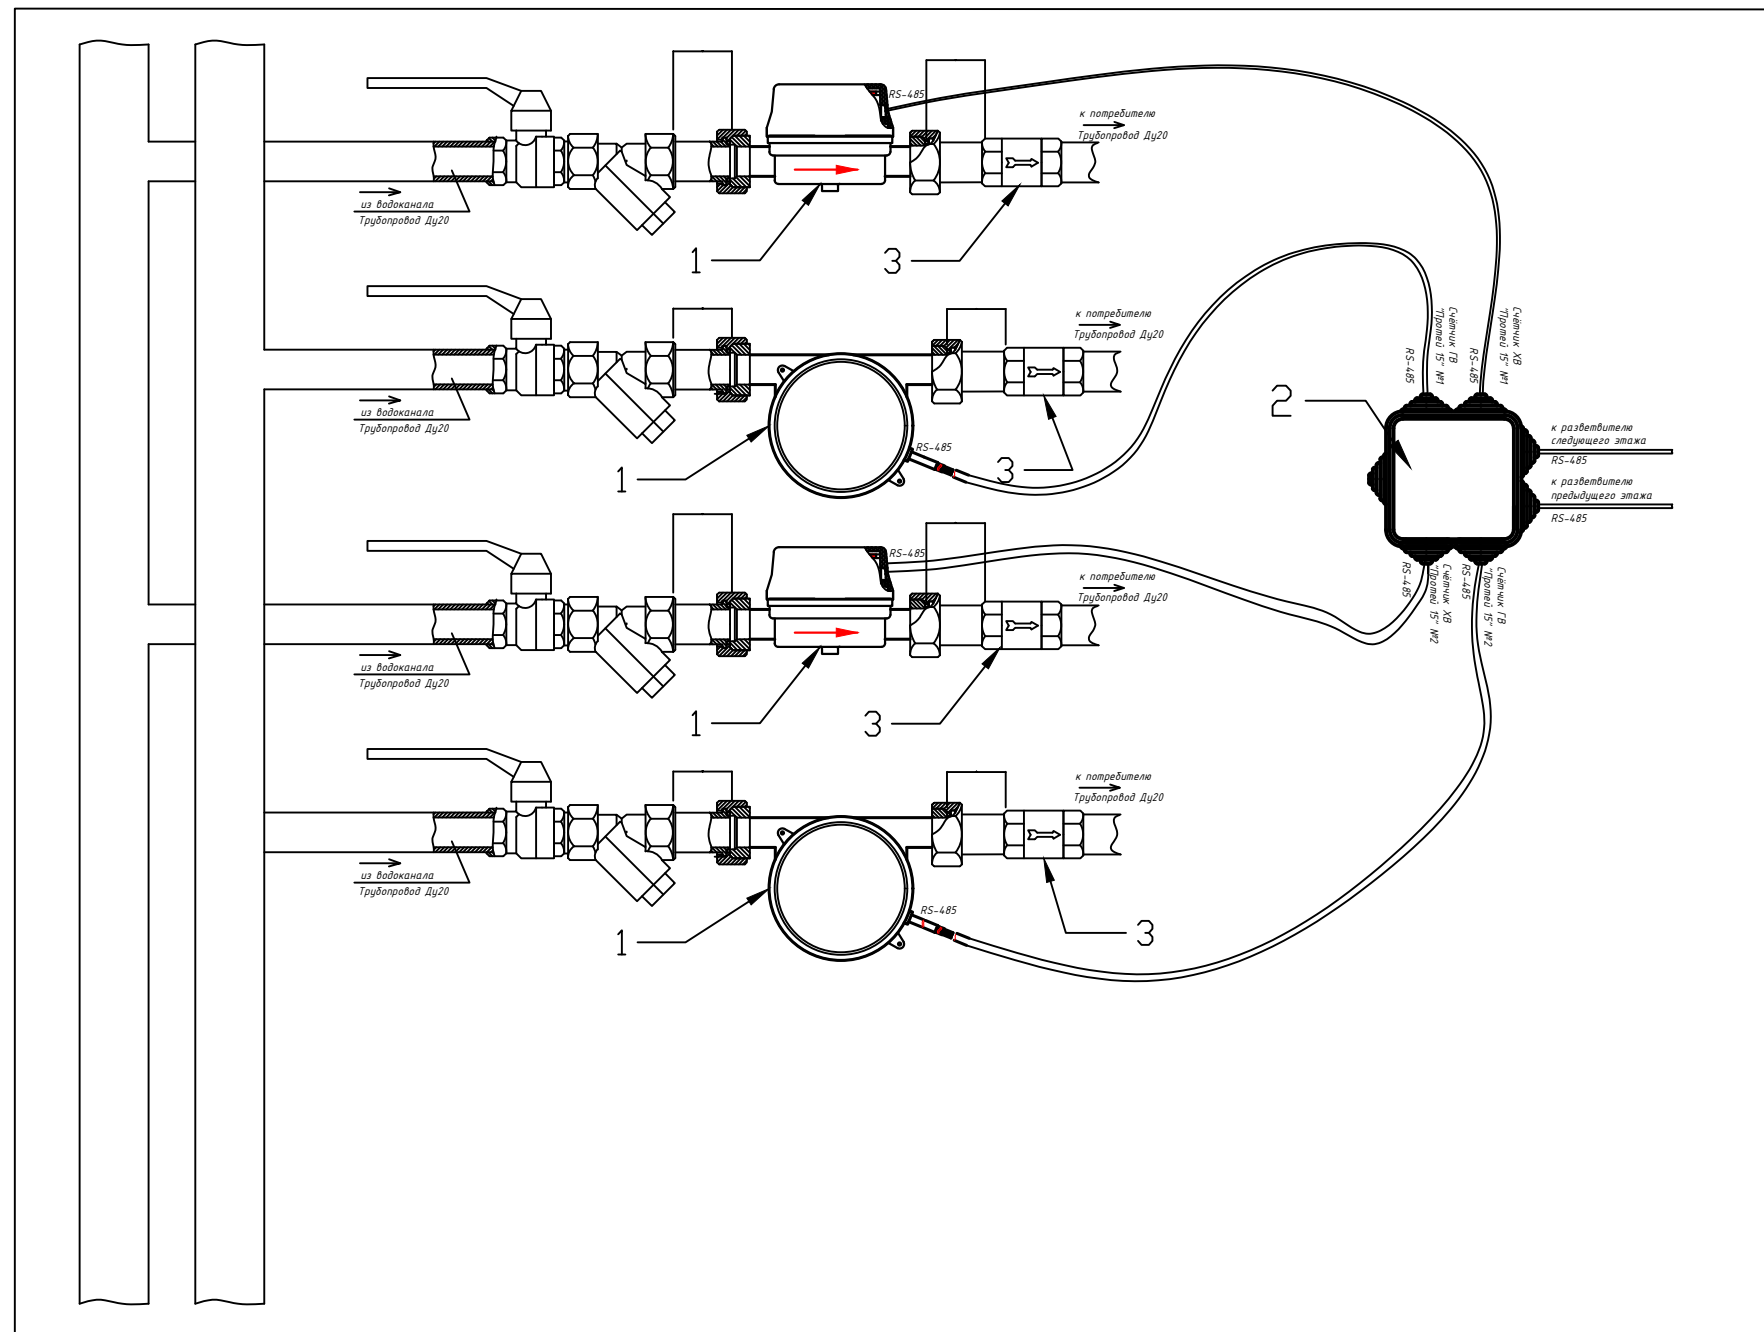 RS-485
к потребителю
Трубопровод Ду20
из водоканала
Трубопровод Ду20
1
3
к потребителю
Трубопровод Ду20
из водоканала
Трубопровод Ду20
RS-485
1
3
Счётчик ГВ
"Протей 15" №1
RS-485
Счётчик ХВ
"Протей 15" №1
RS-485
2
к разветвителю
следующего этажа
RS-485
к разветвителю
предыдущего этажа
RS-485
RS-485
к потребителю
Трубопровод Ду20
из водоканала
Трубопровод Ду20
1
3
Счётчик ХВ
"Протей 15" №2
RS-485
Счётчик ГВ
"Протей 15" №2
RS-485
к потребителю
Трубопровод Ду20
из водоканала
Трубопровод Ду20
RS-485
1
3